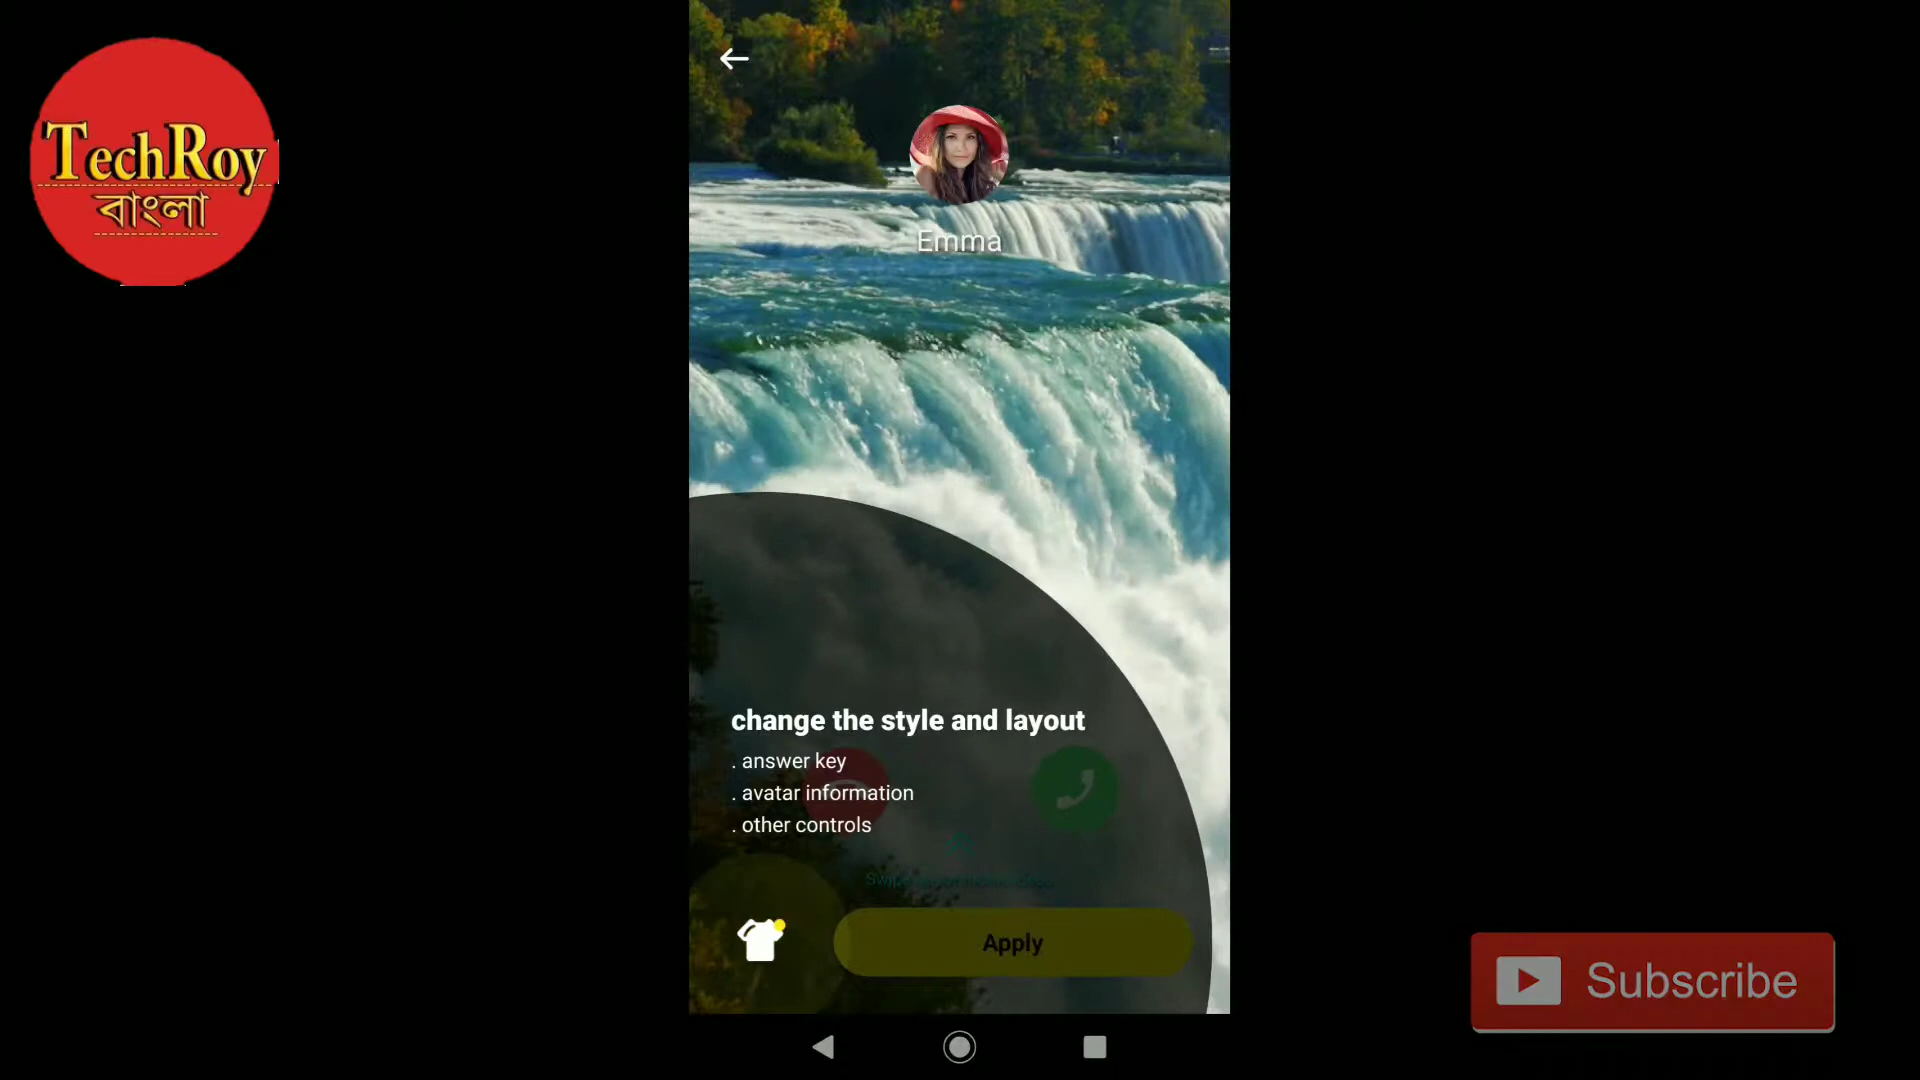 TechRoy
বাংলা
Emma
change the style and layout
. answer key
. avatar information
. other controls
Apply
Subscribe